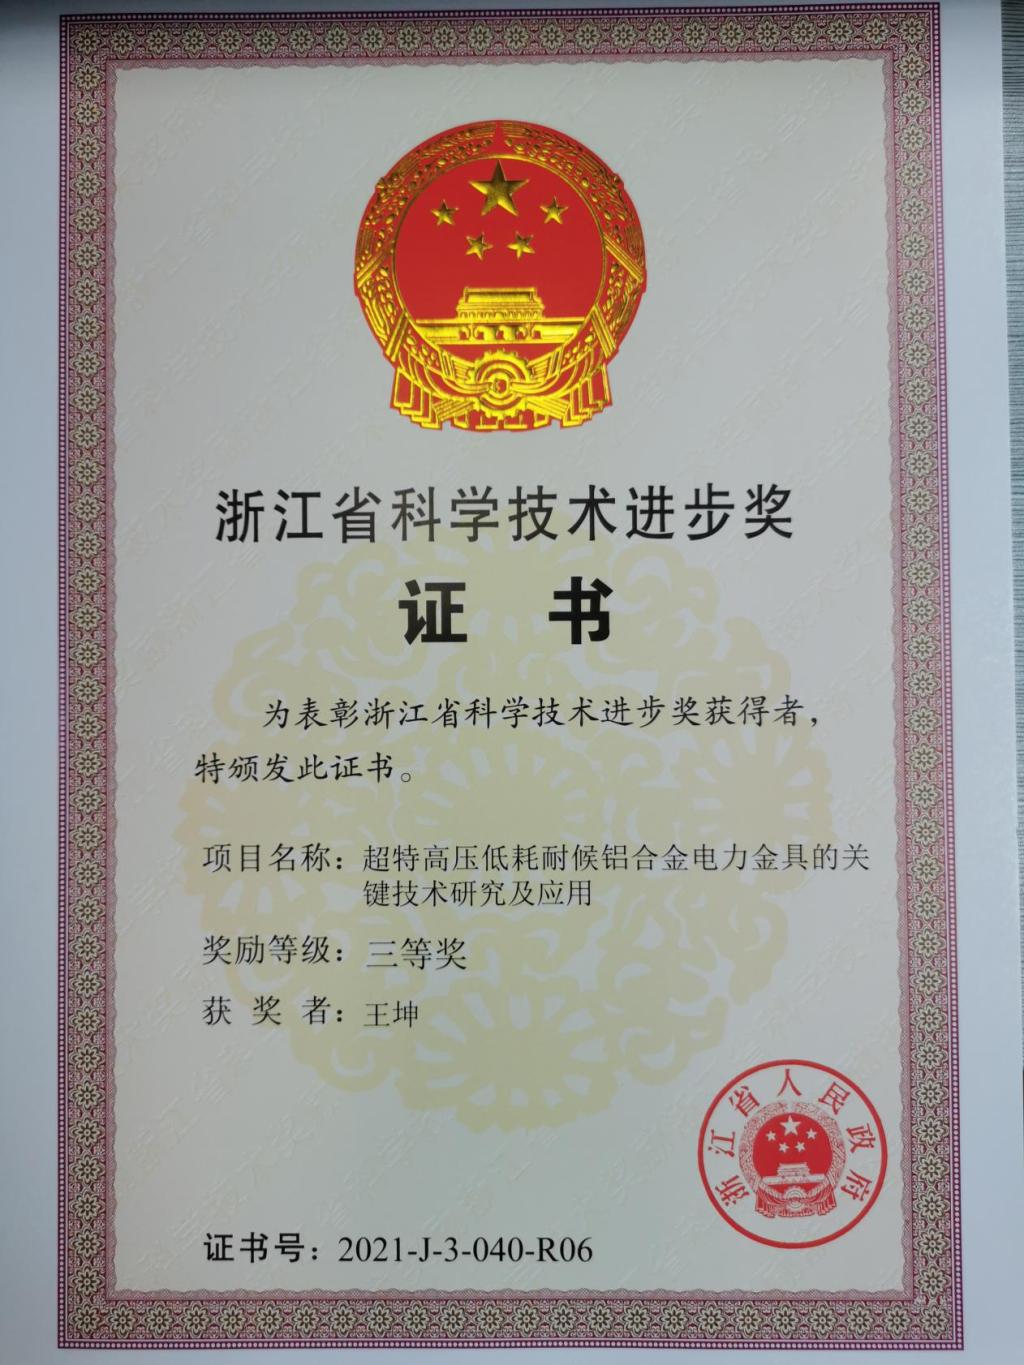 浙江省科学技术进步奖
证 书
为表彰浙江省科学技术进步奖获得者，
特颁发此证书。
项目名称：超特高压低耗耐候铝合金电力金具的关
键技术研究及应用
奖励等级：三等奖
获 奖 者：王坤
浙江省人民政府
证书号：2021-J-3-040-R06